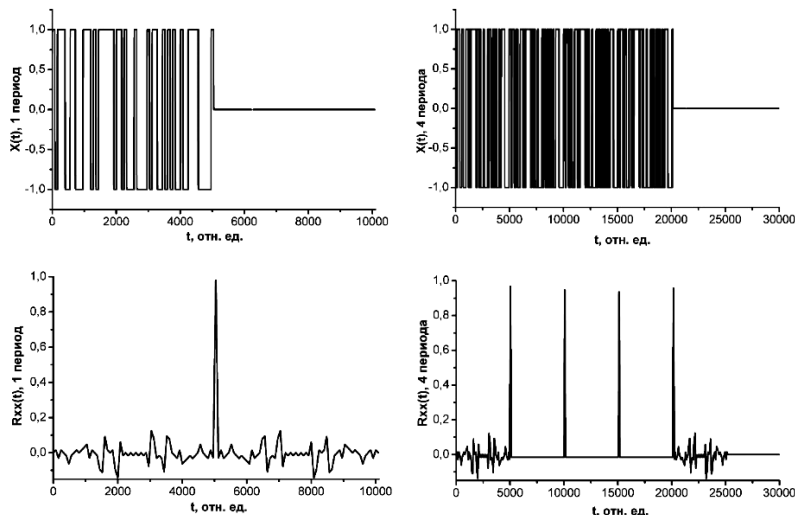 X(t), 1 период
1,0
0,5
0,0
-0,5
-1,0
0 2000 4000 6000 8000 10000
t, отн. ед.
X(t), 4 периода
1,0
0,5
0,0
-0,5
-1,0
0 5000 10000 15000 20000 25000 30000
t, отн. ед.
Rxx(t), 1 период
1,0
0,8
0,6
0,4
0,2
0,0
0 2000 4000 6000 8000 10000
t, отн. ед.
Rxx(t), 4 периода
1,0
0,8
0,6
0,4
0,2
0,0
0 5000 10000 15000 20000 25000 30000
t, отн. ед.